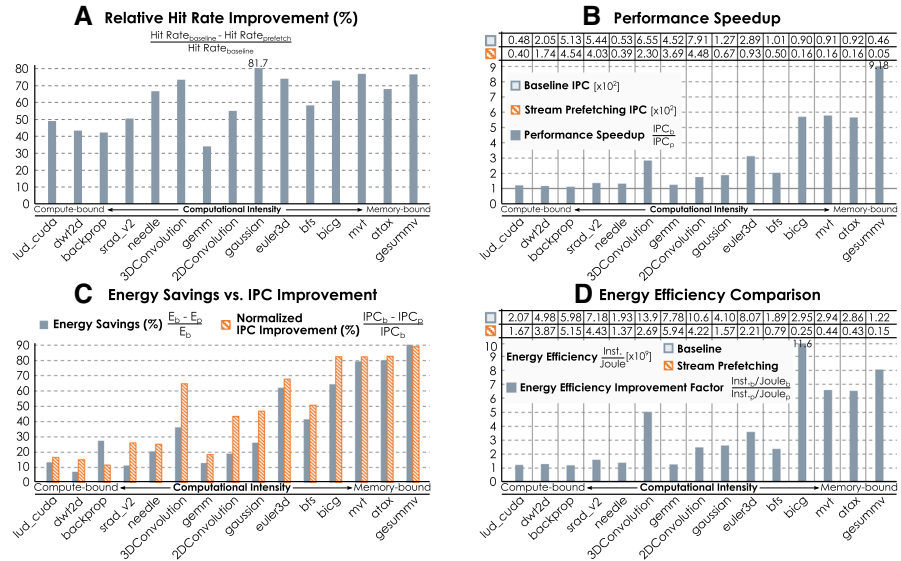 A Relative Hit Rate Improvement (%)
Hit Rate_baseline - Hit Rate_prefetch
Hit Rate_baseline
81.7
80
70
60
50
40
30
20
10
0
Compute-bound Computational Intensity Memory-bound
lud_cuda dwt2d backprop srad_v2 needle 3DConvolution gemm 2DConvolution gaussian euler3d bfs bicg mvt atax gesummv
B Performance Speedup
0.48 2.05 5.13 5.44 0.53 6.55 4.52 7.91 1.27 2.89 1.01 0.90 0.91 0.92 0.46
0.40 1.74 4.54 4.03 0.39 2.30 3.69 4.48 0.67 0.93 0.50 0.16 0.16 0.16 0.05
9.18
9
8
7
6
5
4
3
2
1
0
Baseline IPC [x10²]
Stream Prefetching IPC [x10²]
Performance Speedup IPC_b
IPC_p
Compute-bound Computational Intensity Memory-bound
lud_cuda dwt2d backprop srad_v2 needle 3DConvolution gemm 2DConvolution gaussian euler3d bfs bicg mvt atax gesummv
C Energy Savings vs. IPC Improvement
Energy Savings (%) E_b - E_p
E_b
Normalized
IPC Improvement (%) IPC_b - IPC_p
IPC_b
90
80
70
60
50
40
30
20
10
0
Compute-bound Computational Intensity Memory-bound
lud_cuda dwt2d backprop srad_v2 needle 3DConvolution gemm 2DConvolution gaussian euler3d bfs bicg mvt atax gesummv
D Energy Efficiency Comparison
2.07 4.98 5.98 7.18 1.93 13.9 7.78 10.6 4.10 8.07 1.89 2.95 2.94 2.86 1.22
1.67 3.87 5.15 4.43 1.37 2.69 5.94 4.22 1.57 2.21 0.79 0.25 0.44 0.43 0.15
11.6
10
9
8
7
6
5
4
3
2
1
0
Energy Efficiency Inst. [x10⁹]
Joule
Baseline
Stream Prefetching
Energy Efficiency Improvement Factor Inst._b/Joule_b
Inst._p/Joule_p
Compute-bound Computational Intensity Memory-bound
lud_cuda dwt2d backprop srad_v2 needle 3DConvolution gemm 2DConvolution gaussian euler3d bfs bicg mvt atax gesummv